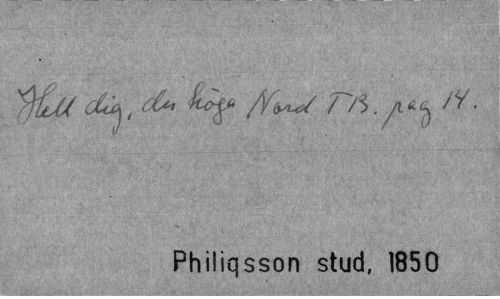 Hell dig, du höga Nord T B. pag 14.
Philiqsson stud, 1850